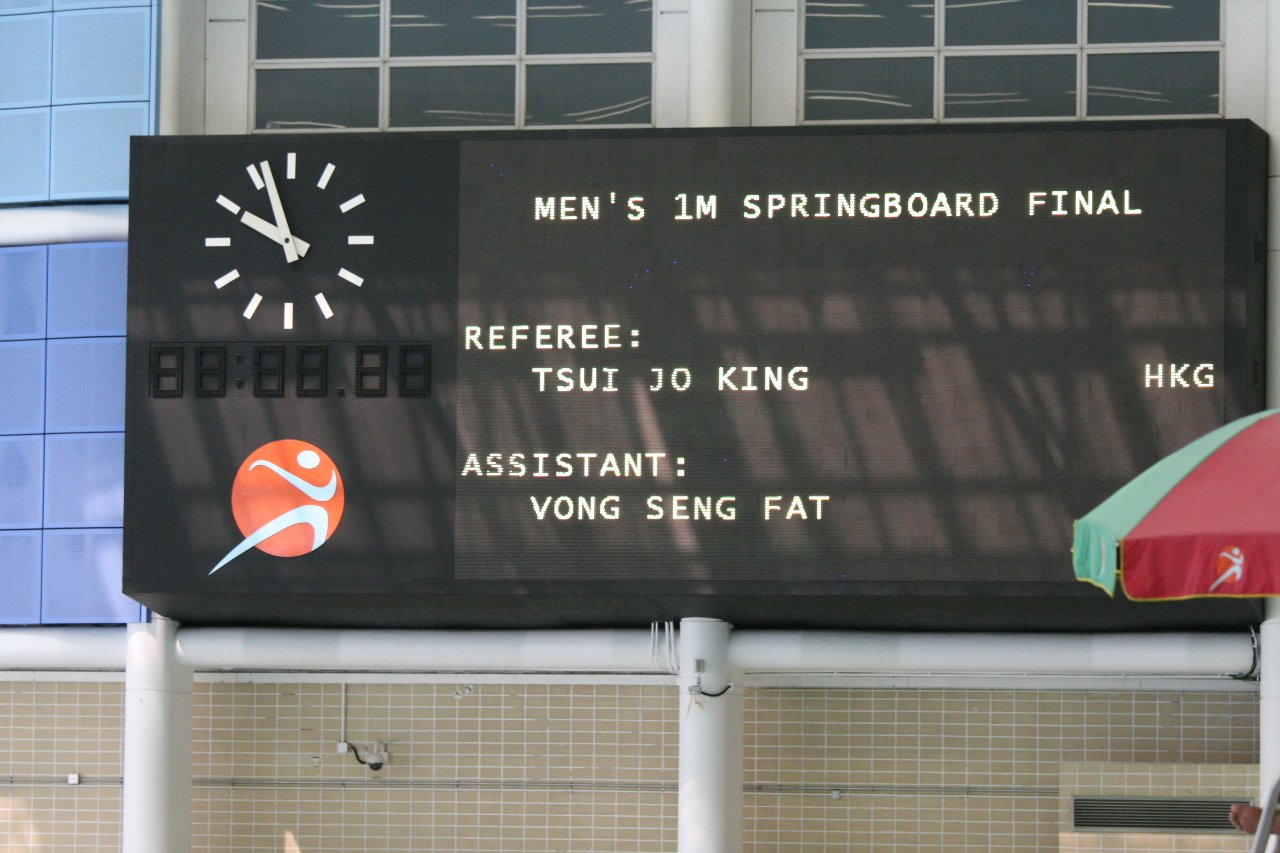 MEN'S 1M SPRINGBOARD FINAL
REFEREE:
TSUI JO KING HKG
ASSISTANT:
VONG SENG FAT